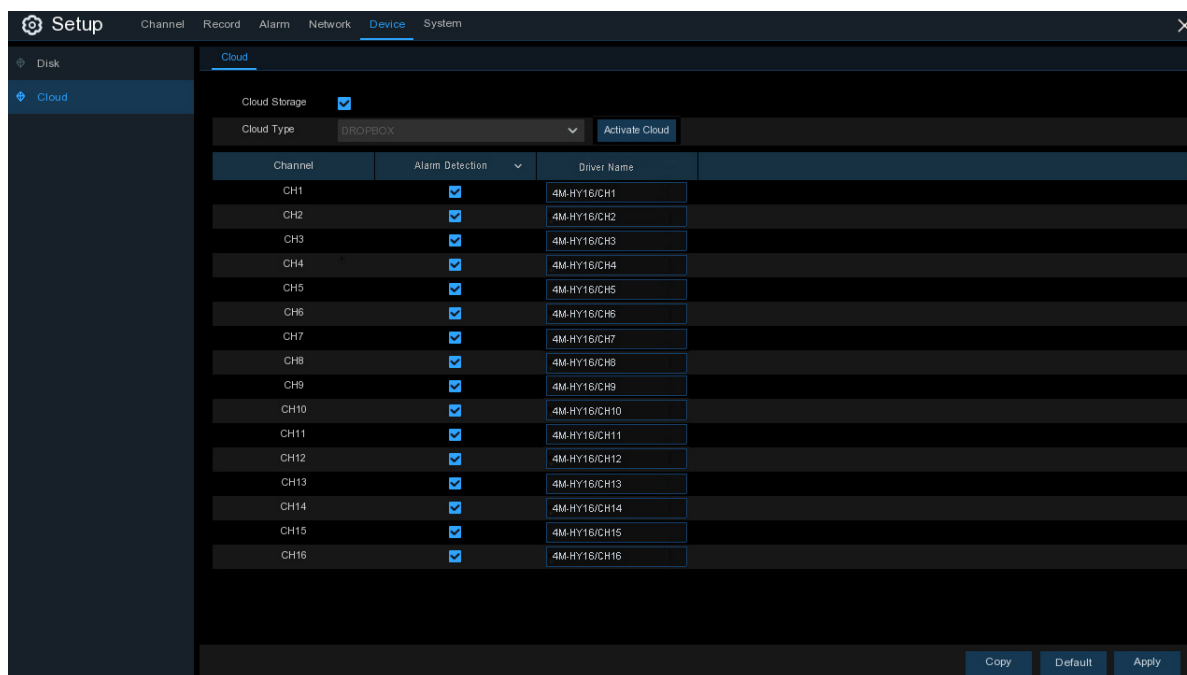 Setup Channel Record Alarm Network Device System
Disk
Cloud
Cloud
Cloud Storage
Cloud Type DROPBOX Activate Cloud
Channel Alarm Detection Driver Name
CH1 4M-HY16/CH1
CH2 4M-HY16/CH2
CH3 4M-HY16/CH3
CH4 4M-HY16/CH4
CH5 4M-HY16/CH5
CH6 4M-HY16/CH6
CH7 4M-HY16/CH7
CH8 4M-HY16/CH8
CH9 4M-HY16/CH9
CH10 4M-HY16/CH10
CH11 4M-HY16/CH11
CH12 4M-HY16/CH12
CH13 4M-HY16/CH13
CH14 4M-HY16/CH14
CH15 4M-HY16/CH15
CH16 4M-HY16/CH16
Copy Default Apply